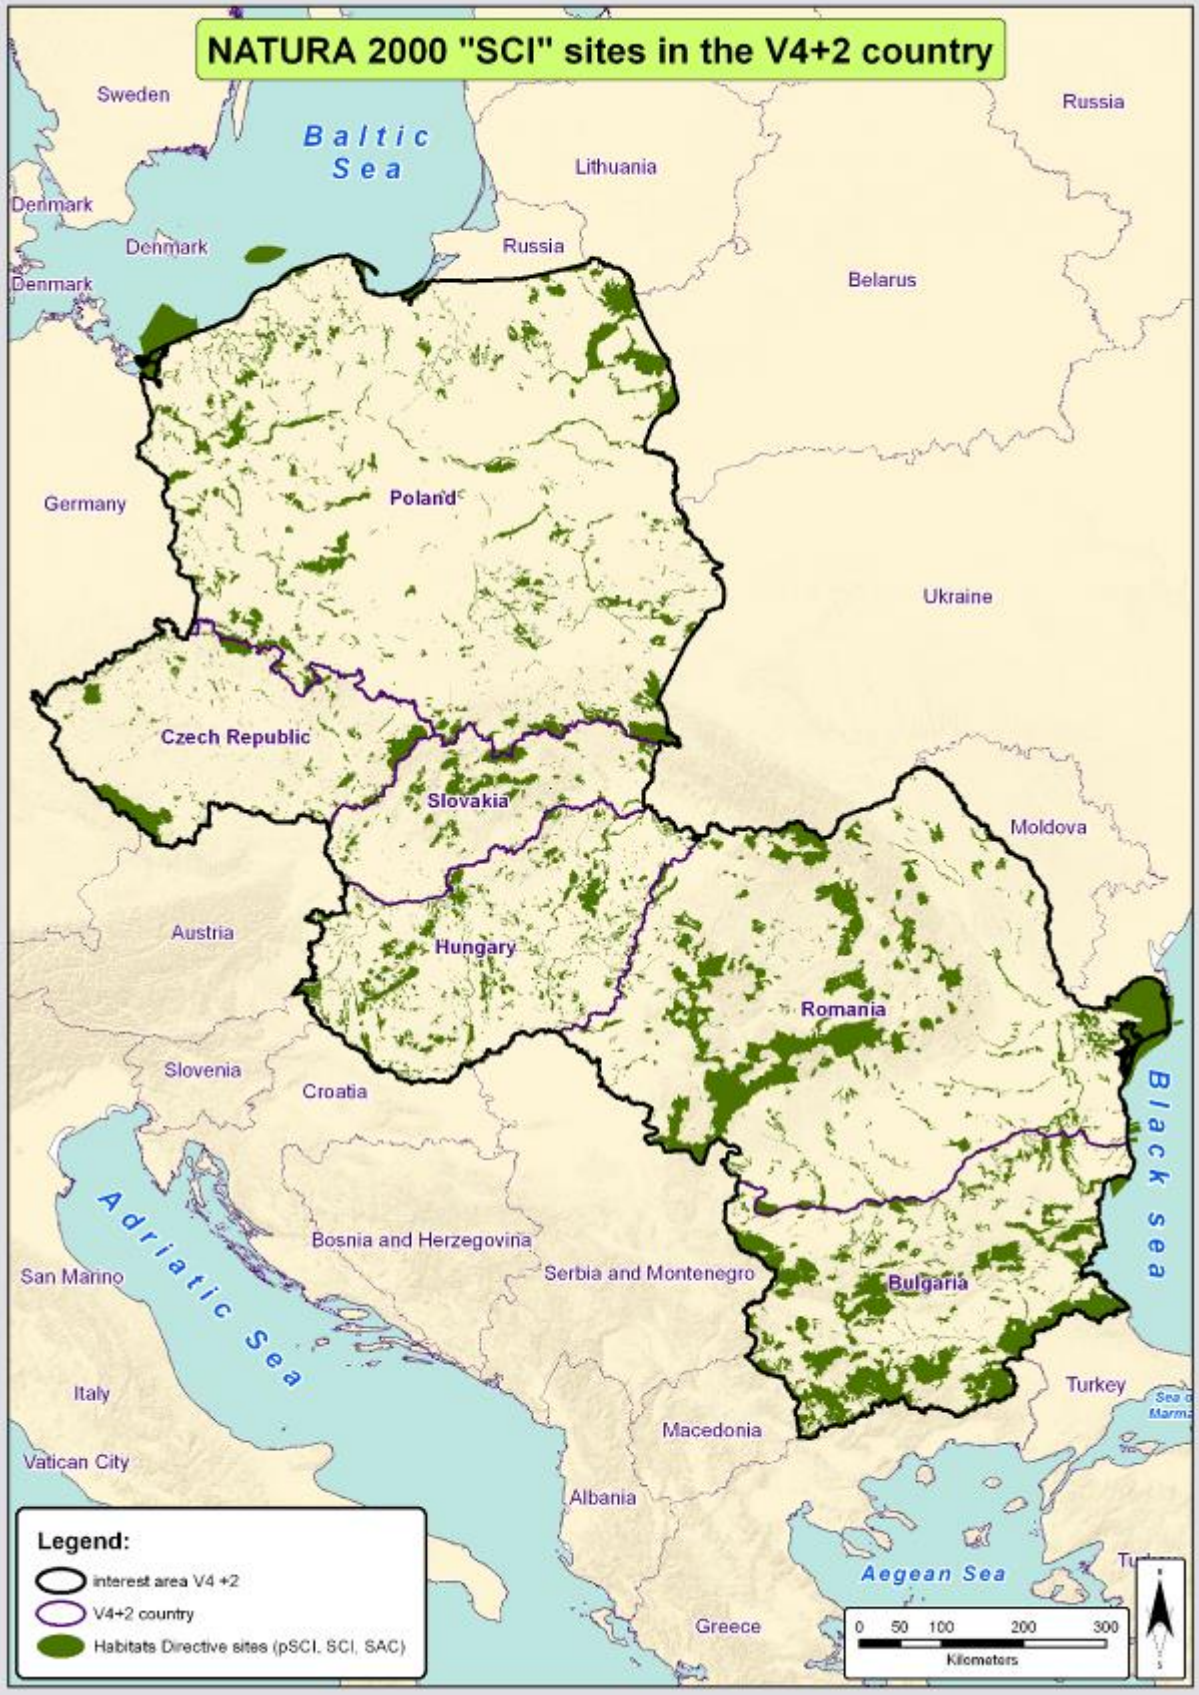 NATURA 2000 "SCI" sites in the V4+2 country
Sweden
Russia
Baltic
Sea
Lithuania
Denmark
Denmark
Russia
Denmark
Belarus
Germany
Poland
Ukraine
Czech Republic
Slovakia
Moldova
Austria
Hungary
Romania
Slovenia
Croatia
Black sea
Adriatic Sea
Bosnia and Herzegovina
San Marino
Serbia and Montenegro
Bulgaria
Italy
Turkey
Macedonia
Vatican City
Albania
Aegean Sea
Greece
Legend:
interest area V4 +2
V4+2 country
Habitats Directive sites (pSCI, SCI, SAC)
0 50 100 200 300
Kilometers